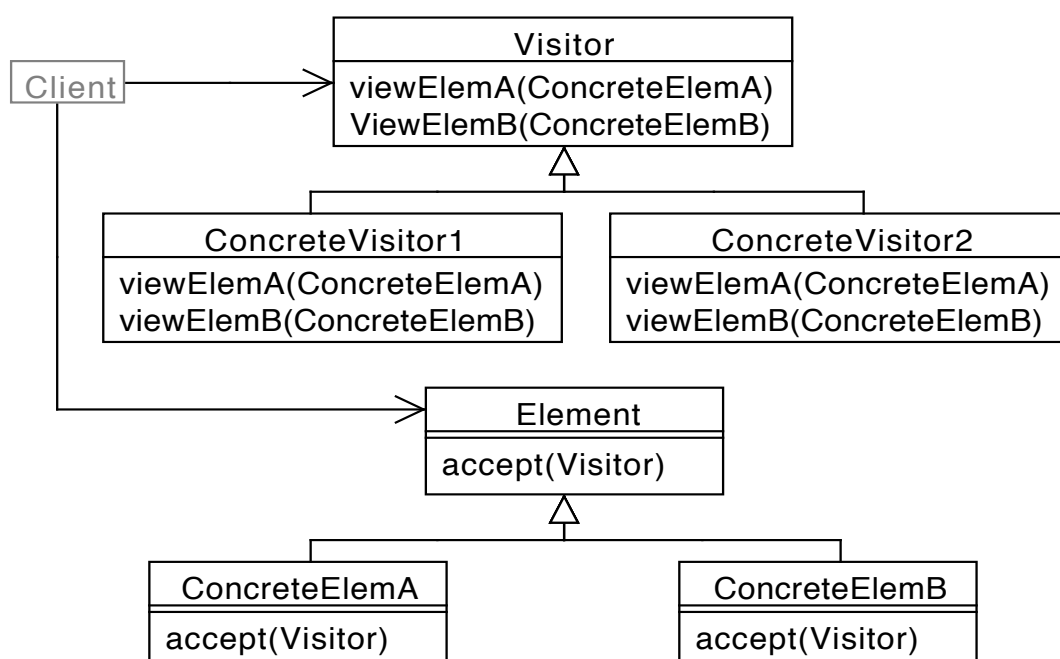 Visitor
Client
viewElemA(ConcreteElemA)
ViewElemB(ConcreteElemB)
ConcreteVisitor1
viewElemA(ConcreteElemA)
viewElemB(ConcreteElemB)
ConcreteVisitor2
viewElemA(ConcreteElemA)
viewElemB(ConcreteElemB)
Element
accept(Visitor)
ConcreteElemA
accept(Visitor)
ConcreteElemB
accept(Visitor)